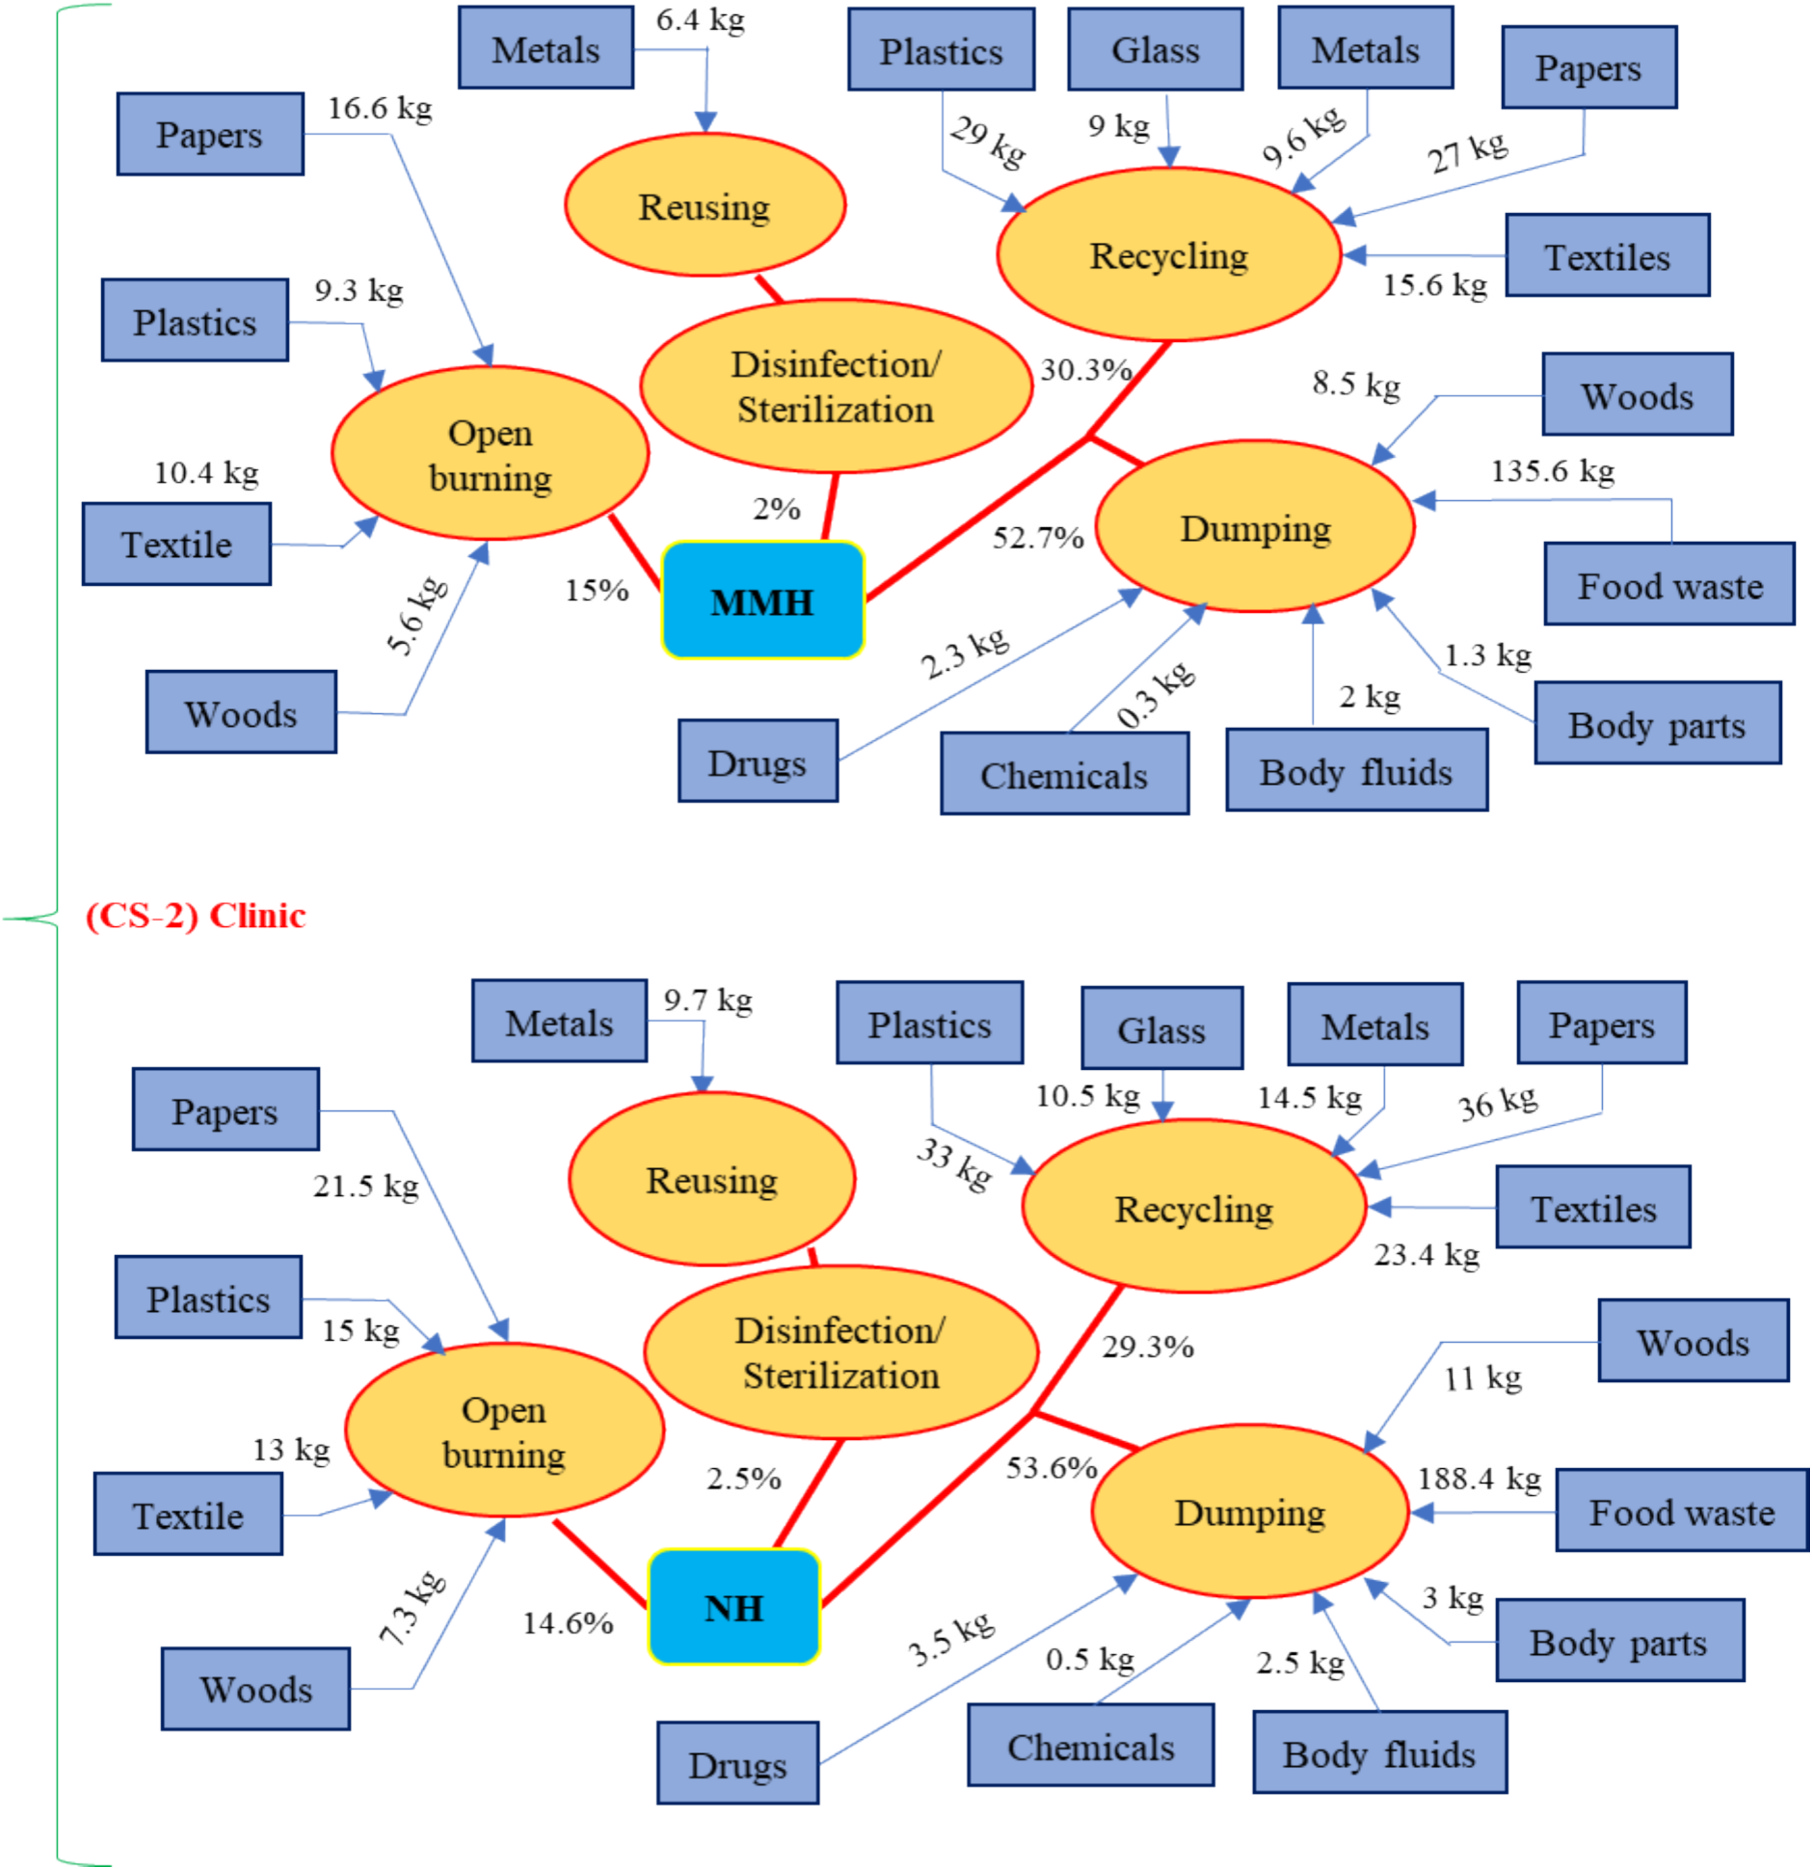 Metals
6.4 kg
Plastics
Glass
Metals
Papers
Papers
16.6 kg
29 kg
9 kg
9.6 kg
27 kg
Reusing
Recycling
Textiles
15.6 kg
Plastics
9.3 kg
Disinfection/
Sterilization
30.3%
8.5 kg
Woods
Open
burning
10.4 kg
Textile
2%
52.7%
Dumping
135.6 kg
Food waste
15%
MMH
5.6 kg
Woods
2.3 kg
0.3 kg
2 kg
1.3 kg
Body parts
Drugs
Chemicals
Body fluids
(CS-2) Clinic
Metals
9.7 kg
Plastics
Glass
Metals
Papers
Papers
21.5 kg
10.5 kg
14.5 kg
36 kg
33 kg
Reusing
Recycling
Textiles
23.4 kg
Plastics
15 kg
Disinfection/
Sterilization
29.3%
Woods
11 kg
Open
burning
13 kg
Textile
2.5%
53.6%
Dumping
188.4 kg
Food waste
14.6%
NH
7.3 kg
Woods
3.5 kg
0.5 kg
2.5 kg
3 kg
Body parts
Drugs
Chemicals
Body fluids